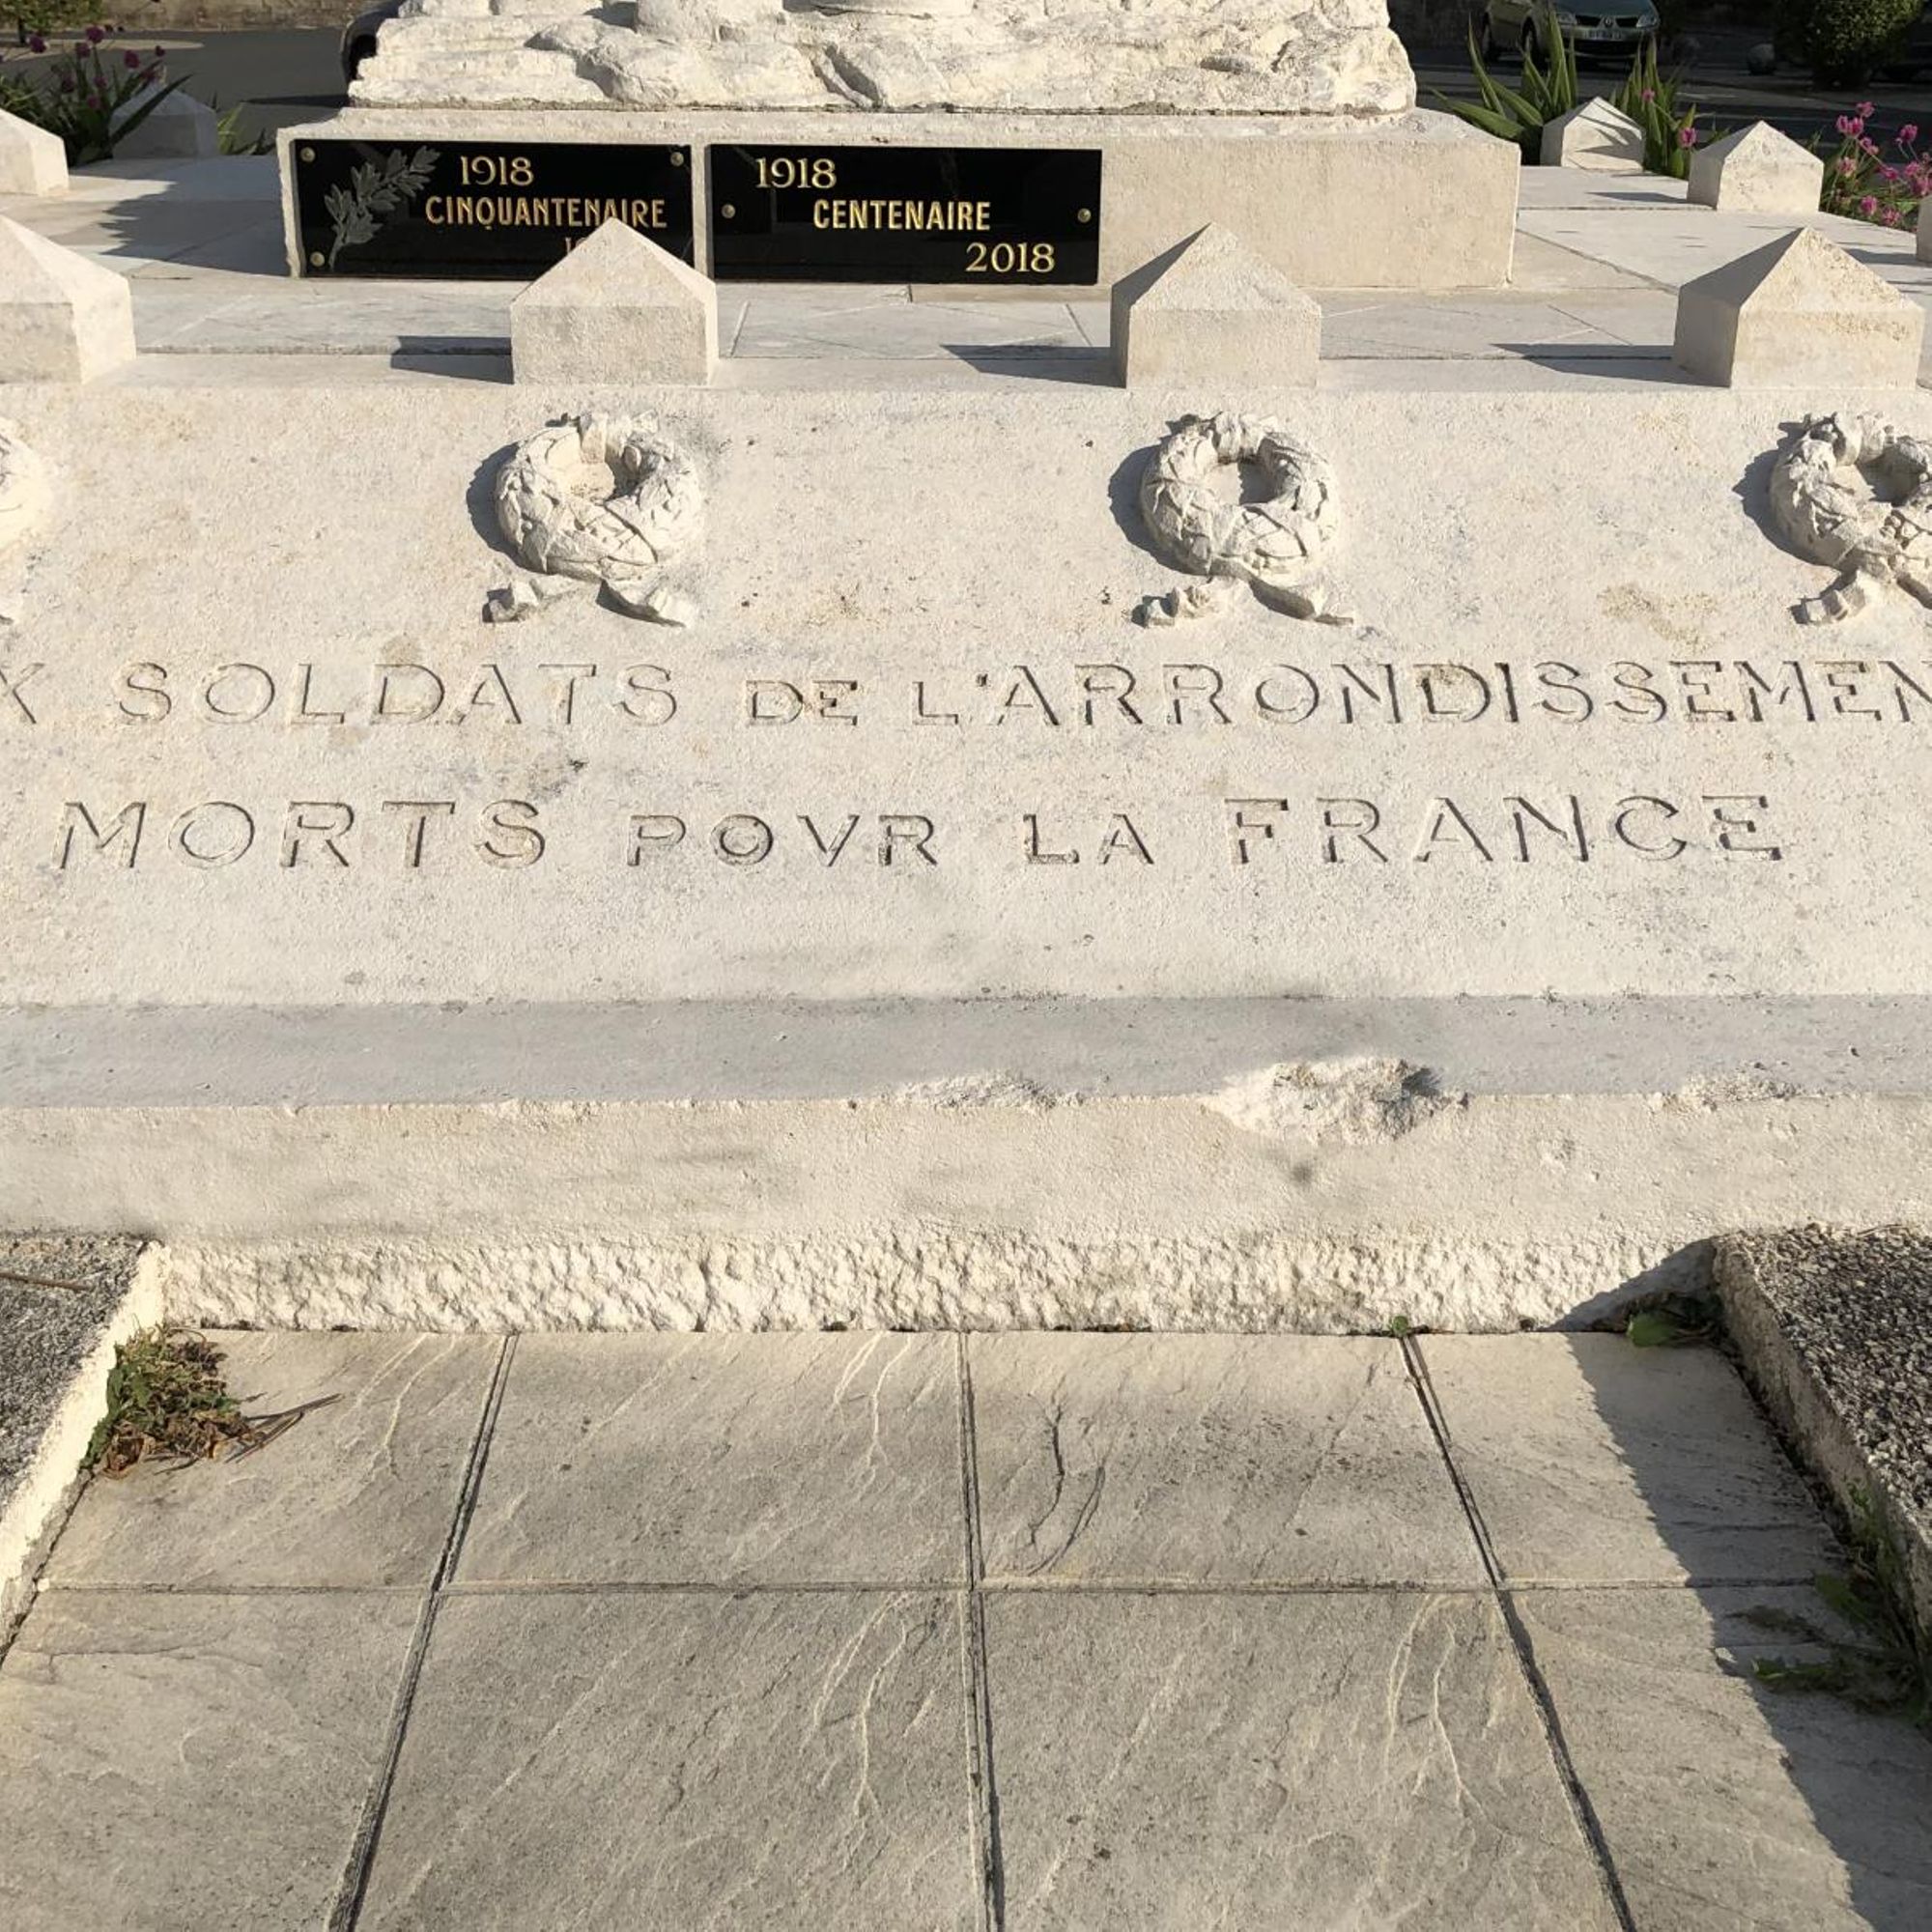 1918
CINQUANTENAIRE
1918
CENTENAIRE
2018
SOLDATS DE L'ARRONDISSEMEN
MORTS POVR LA FRANCE